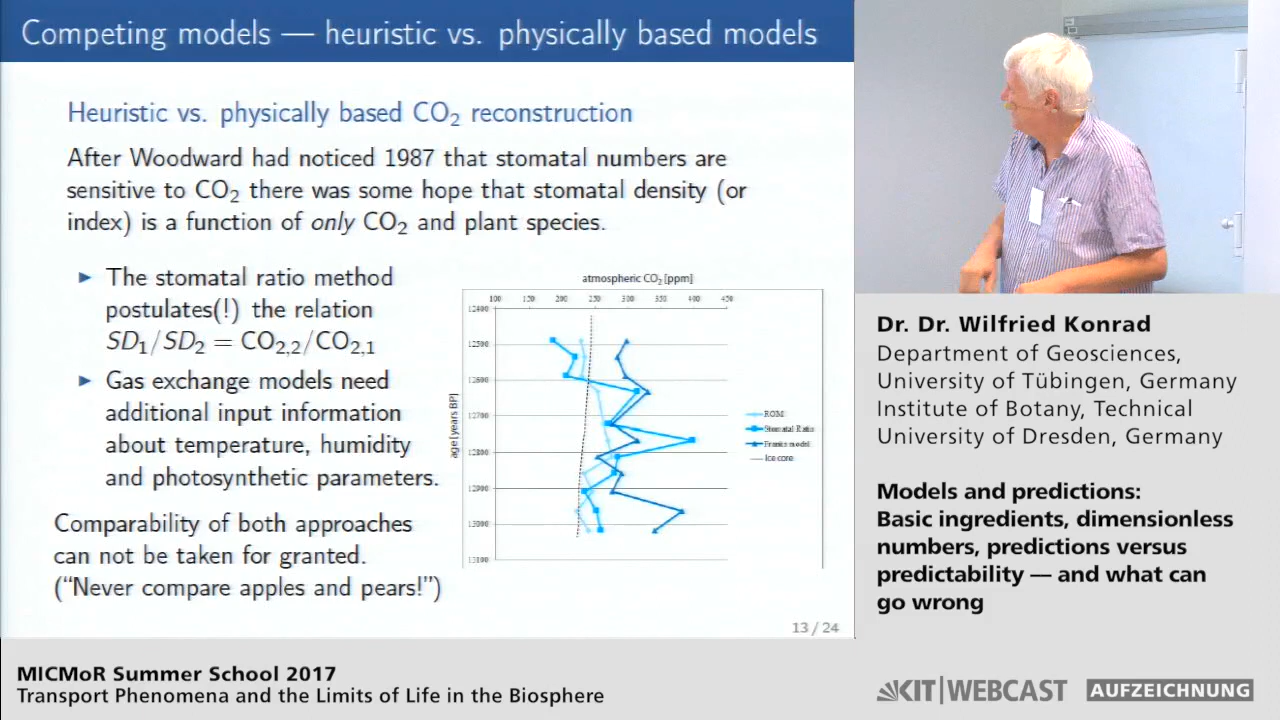 Competing models — heuristic vs. physically based models
Heuristic vs. physically based CO₂ reconstruction
After Woodward had noticed 1987 that stomatal numbers are
sensitive to CO₂ there was some hope that stomatal density (or
index) is a function of only CO₂ and plant species.
► The stomatal ratio method
postulates(!) the relation
SD₁/SD₂ = CO₂,₂/CO₂,₁
► Gas exchange models need
additional input information
about temperature, humidity
and photosynthetic parameters.
Comparability of both approaches
can not be taken for granted.
("Never compare apples and pears!")
atmospheric CO₂ [ppm]
100 150 200 250 300 350 400 450
age [years BP]
12400
12500
12600
12700
12800
12900
13000
13100
ROM
Stomatal Ratio
Franks model
Ice core
13 / 24
Dr. Dr. Wilfried Konrad
Department of Geosciences,
University of Tübingen, Germany
Institute of Botany, Technical
University of Dresden, Germany
Models and predictions:
Basic ingredients, dimensionless
numbers, predictions versus
predictability — and what can
go wrong
MICMoR Summer School 2017
Transport Phenomena and the Limits of Life in the Biosphere
KIT|WEBCAST AUFZEICHNUNG